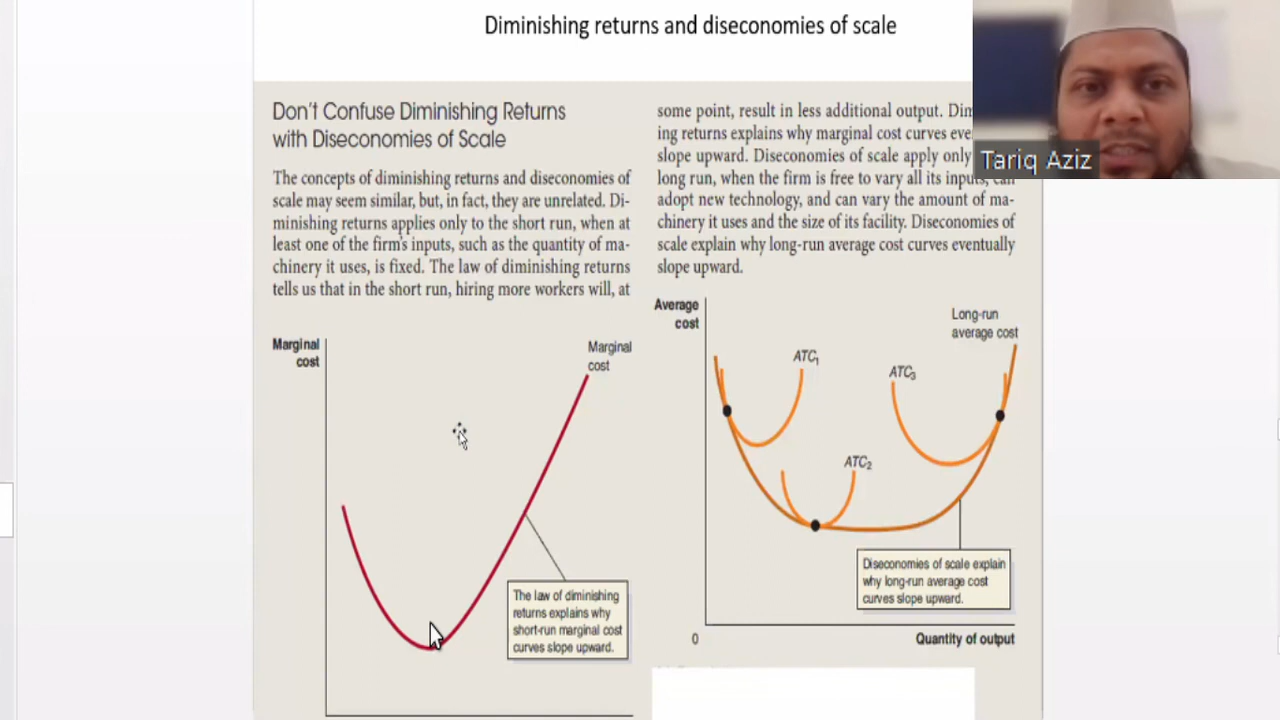 Diminishing returns and diseconomies of scale
Tariq Aziz
Don't Confuse Diminishing Returns
with Diseconomies of Scale
The concepts of diminishing returns and diseconomies of
scale may seem similar, but, in fact, they are unrelated. Di-
minishing returns applies only to the short run, when at
least one of the firm's inputs, such as the quantity of ma-
chinery it uses, is fixed. The law of diminishing returns
tells us that in the short run, hiring more workers will, at
some point, result in less additional output. Dim
ing returns explains why marginal cost curves eve
slope upward. Diseconomies of scale apply only
long run, when the firm is free to vary all its inputs, can
adopt new technology, and can vary the amount of ma-
chinery it uses and the size of its facility. Diseconomies of
scale explain why long-run average cost curves eventually
slope upward.
Marginal
cost
Marginal
cost
The law of diminishing
returns explains why
short-run marginal cost
curves slope upward.
Average
cost
Long-run
average cost
ATC1
ATC3
ATC2
Diseconomies of scale explain
why long-run average cost
curves slope upward.
0
Quantity of output